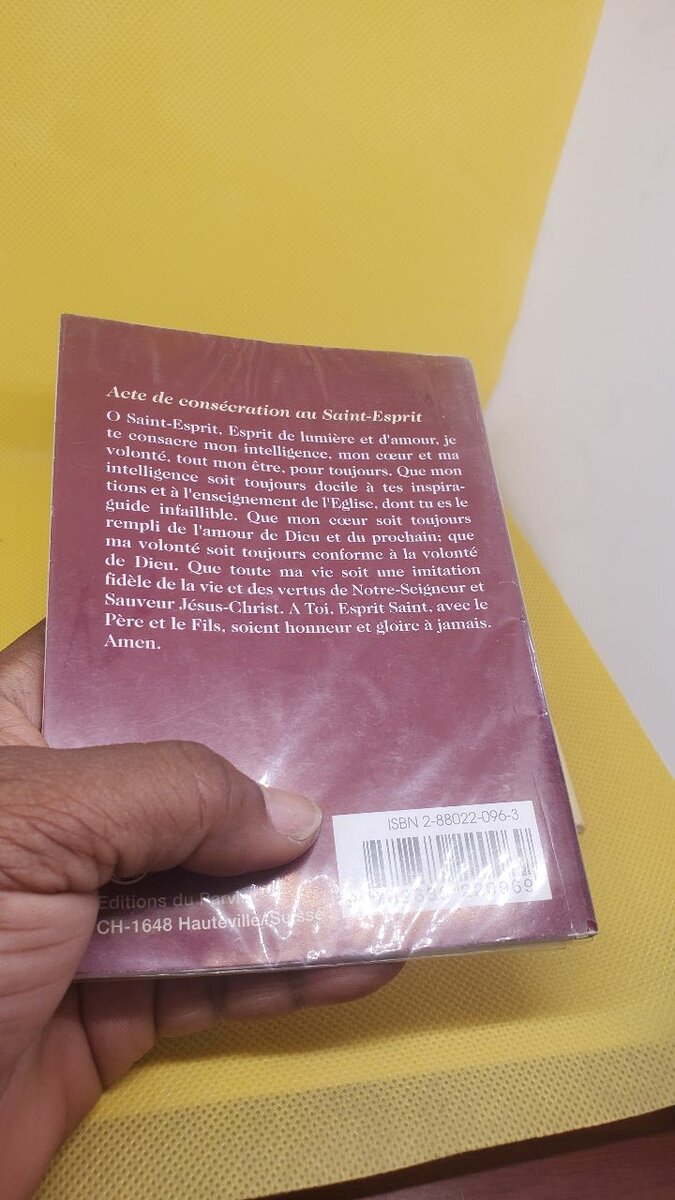 Acte de consécration au Saint-Esprit
O Saint-Esprit, Esprit de lumière et d'amour, je
te consacre mon intelligence, mon cœur et ma
volonté, tout mon être, pour toujours. Que mon
intelligence soit toujours docile à tes inspira-
tions et à l'enseignement de l'Eglise, dont tu es le
guide infaillible. Que mon cœur soit toujours
rempli de l'amour de Dieu et du prochain; que
ma volonté soit toujours conforme à la volonté
de Dieu. Que toute ma vie soit une imitation
fidèle de la vie et des vertus de Notre-Seigneur et
Sauveur Jésus-Christ. A Toi, Esprit Saint, avec le
Père et le Fils, soient honneur et gloire à jamais.
Amen.
ISBN 2-88022-096-3
Editions du
CH-1648 Hauteville/Suisse